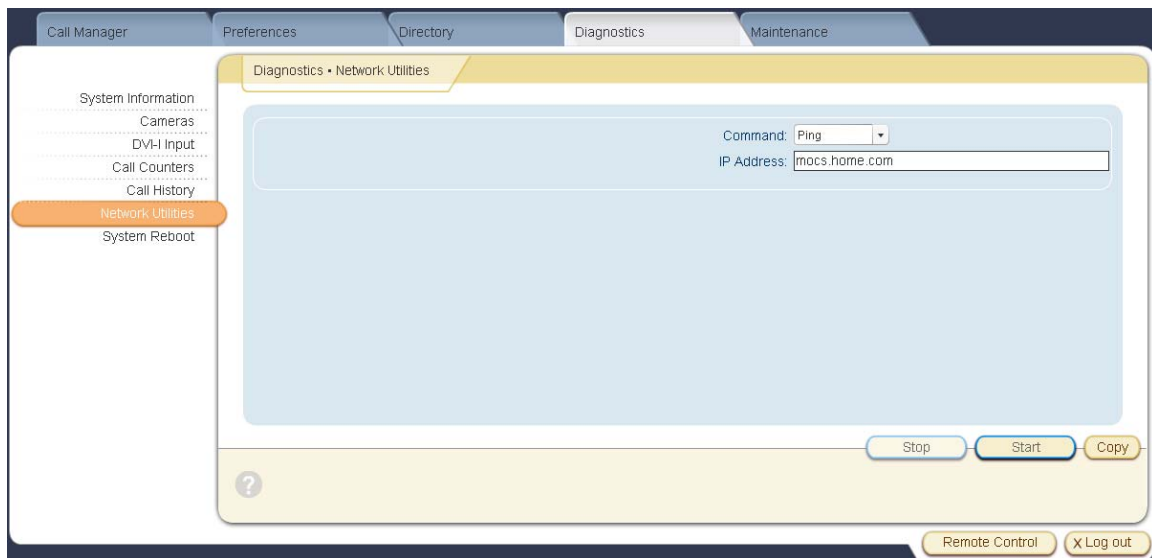 Call Manager
Preferences
Directory
Diagnostics
Maintenance
Diagnostics • Network Utilities
System Information
Cameras
DVI-I Input
Call Counters
Call History
Network Utilities
System Reboot
Command: Ping
IP Address: mocs.home.com
Stop
Start
Copy
?
Remote Control
X Log out